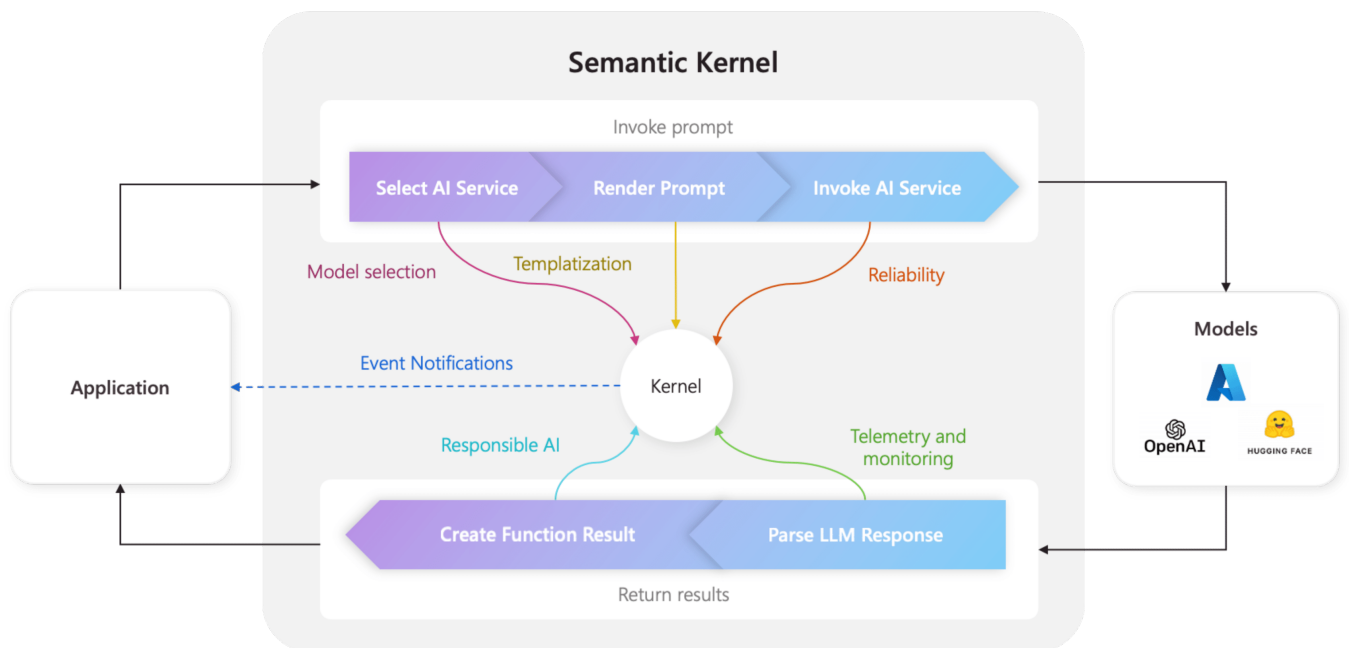 Semantic Kernel
Invoke prompt
Select AI Service
Render Prompt
Invoke AI Service
Model selection
Templatization
Reliability
Application
Event Notifications
Kernel
Models
OpenAI
HUGGING FACE
Responsible AI
Telemetry and
monitoring
Create Function Result
Parse LLM Response
Return results